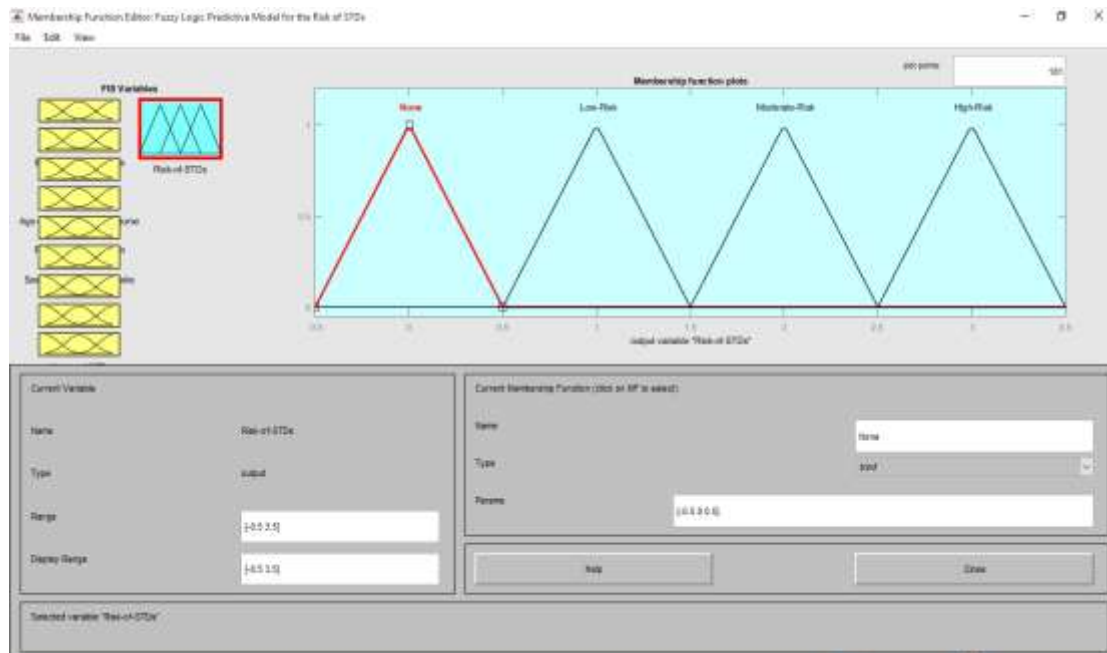 Membership Function Editor: Fuzzy Logic Predictive Model for the Risk of STDs
File Edit View
FIS Variables
Risk-of-STDs
plot points:
181
Membership function plots
None Low-Risk Moderate-Risk High-Risk
1
0.5
0
-0.5 0 0.5 1 1.5 2 2.5 3 3.5
output variable "Risk-of-STDs"
Current Variable
Name Risk-of-STDs
Type output
Range [-0.5 3.5]
Display Range [-0.5 3.5]
Current Membership Function (click on MF to select)
Name None
Type trimf
Params [-0.5 0 0.5]
Help Close
Selected variable "Risk-of-STDs"